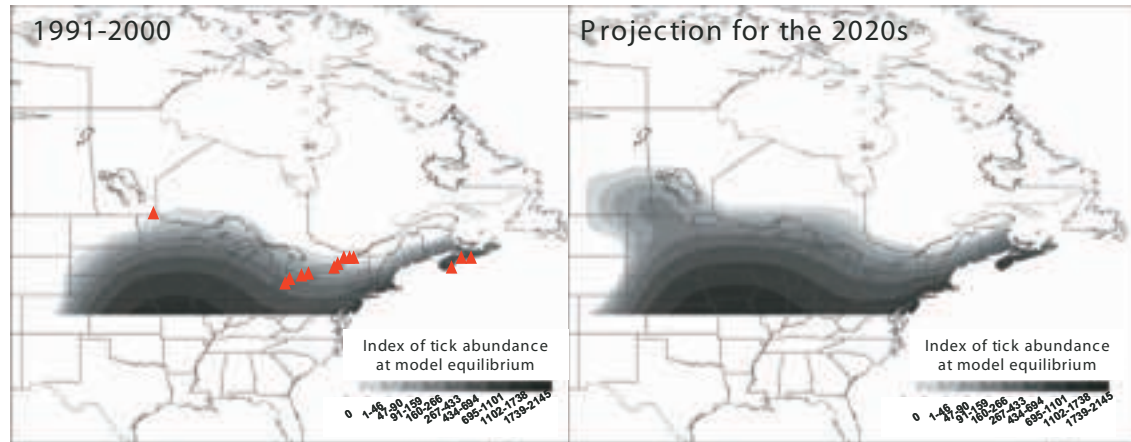 1991-2000
Index of tick abundance
at model equilibrium
0 1-46 47-90 91-159 160-266 267-433 434-694 695-1101 1102-1738 1739-2145
Projection for the 2020s
Index of tick abundance
at model equilibrium
0 1-46 47-90 91-159 160-266 267-433 434-694 695-1101 1102-1738 1739-2145